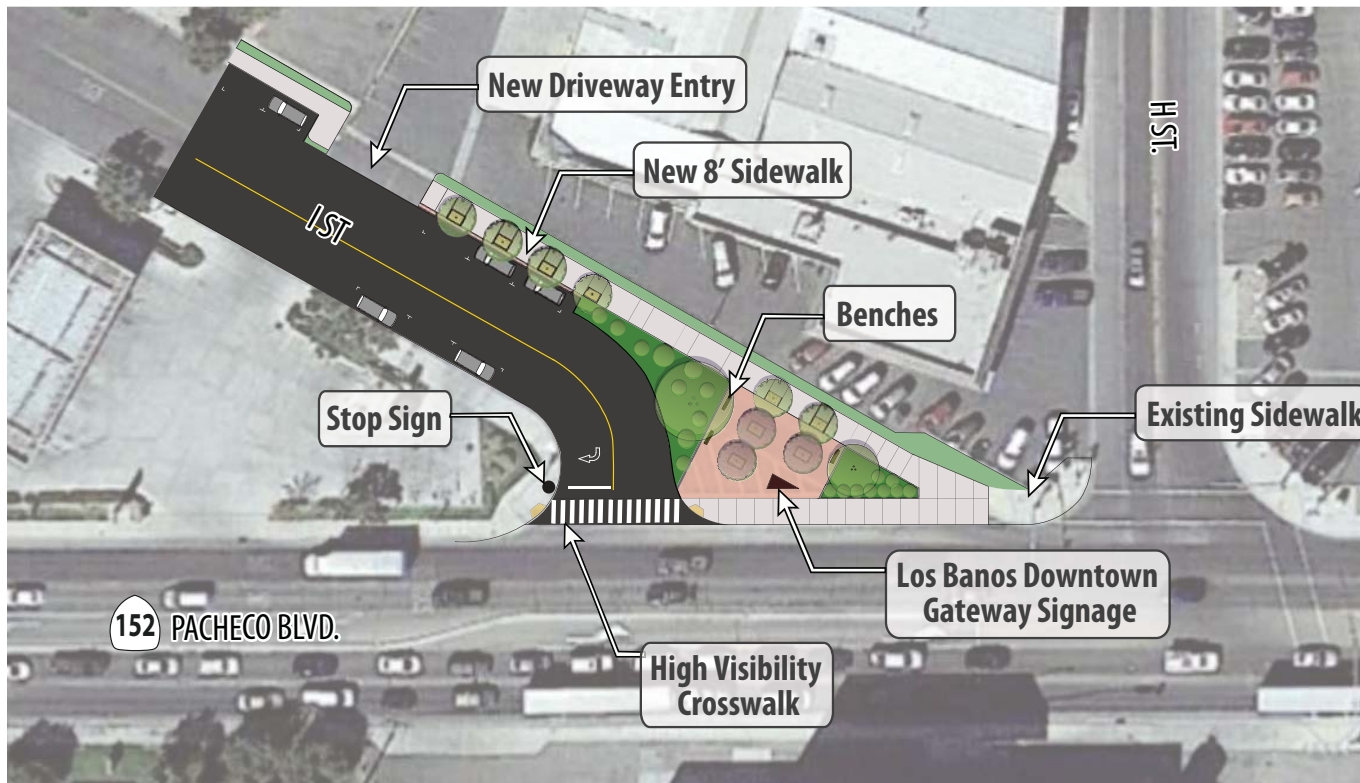 New Driveway Entry
New 8' Sidewalk
H ST.
I ST
Benches
Stop Sign
Existing Sidewalk
Los Banos Downtown
Gateway Signage
152 PACHECO BLVD.
High Visibility
Crosswalk